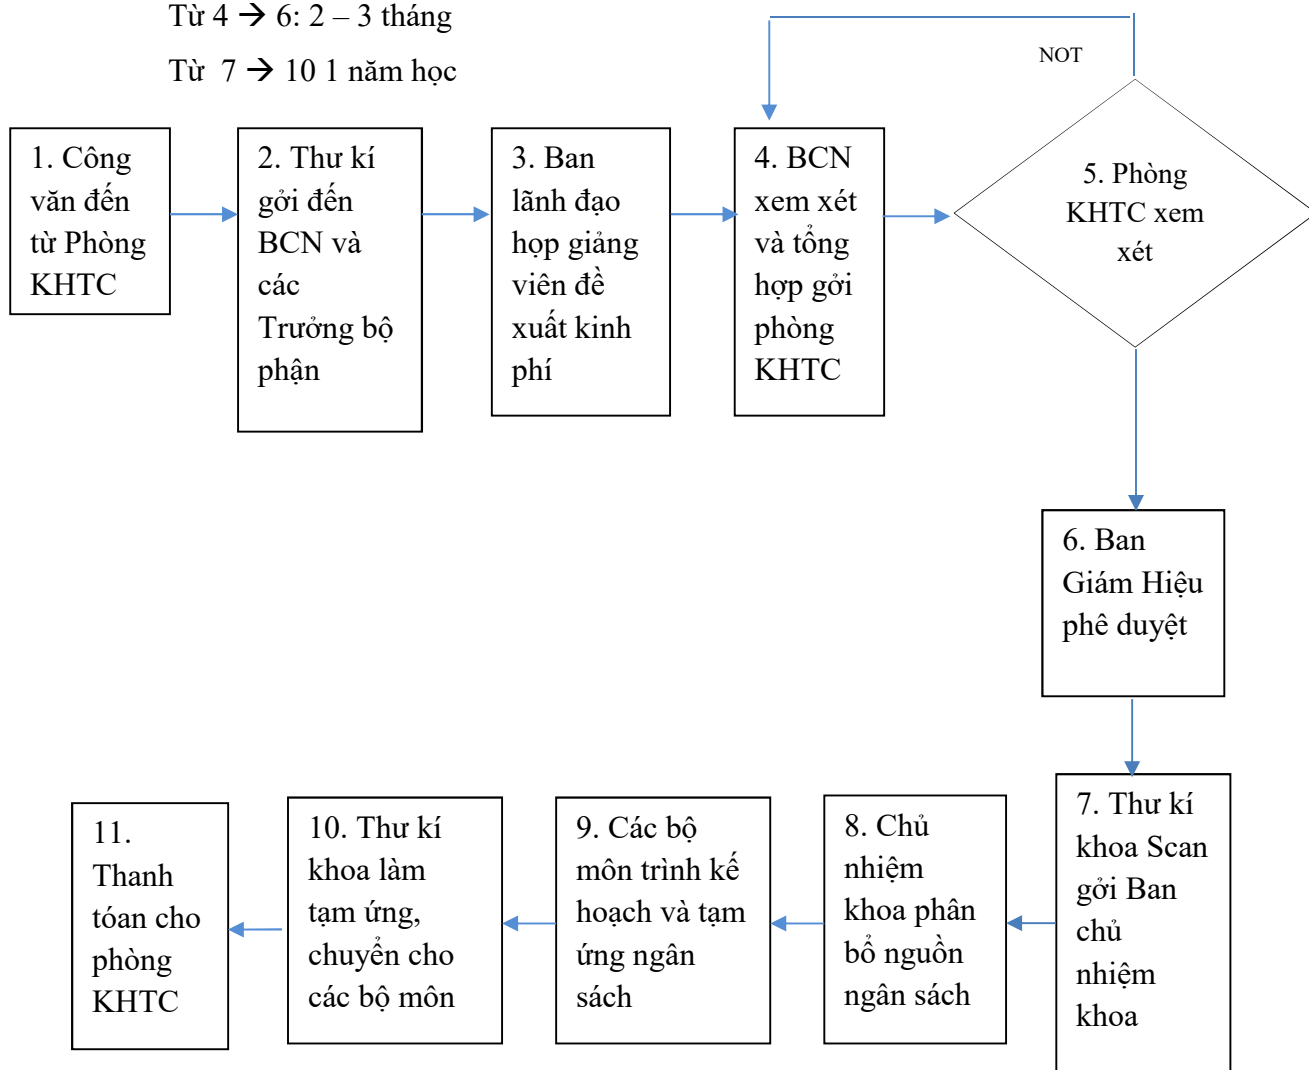 Từ 4 → 6: 2 – 3 tháng
Từ 7 → 10 1 năm học
NOT
1. Công
văn đến
từ Phòng
KHTC
2. Thư kí
gởi đến
BCN và
các
Trưởng bộ
phận
3. Ban
lãnh đạo
họp giảng
viên đề
xuất kinh
phí
4. BCN
xem xét
và tổng
hợp gởi
phòng
KHTC
5. Phòng
KHTC xem
xét
6. Ban
Giám Hiệu
phê duyệt
7. Thư kí
khoa Scan
gởi Ban
chủ
nhiệm
khoa
8. Chủ
nhiệm
khoa phân
bổ nguồn
ngân sách
9. Các bộ
môn trình kế
hoạch và tạm
ứng ngân
sách
10. Thư kí
khoa làm
tạm ứng,
chuyển cho
các bộ môn
11.
Thanh
tóan cho
phòng
KHTC